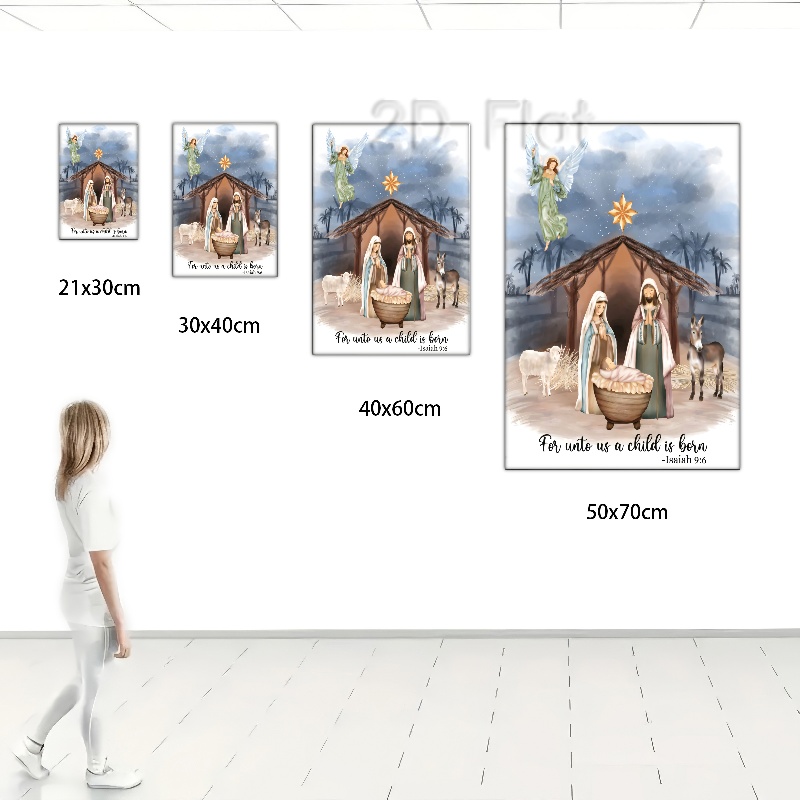 2D Flat
For unto us a child is born
-Isaiah 9:6
21x30cm
For unto us a child is born
-Isaiah 9:6
30x40cm
For unto us a child is born
-Isaiah 9:6
40x60cm
For unto us a child is born
-Isaiah 9:6
50x70cm